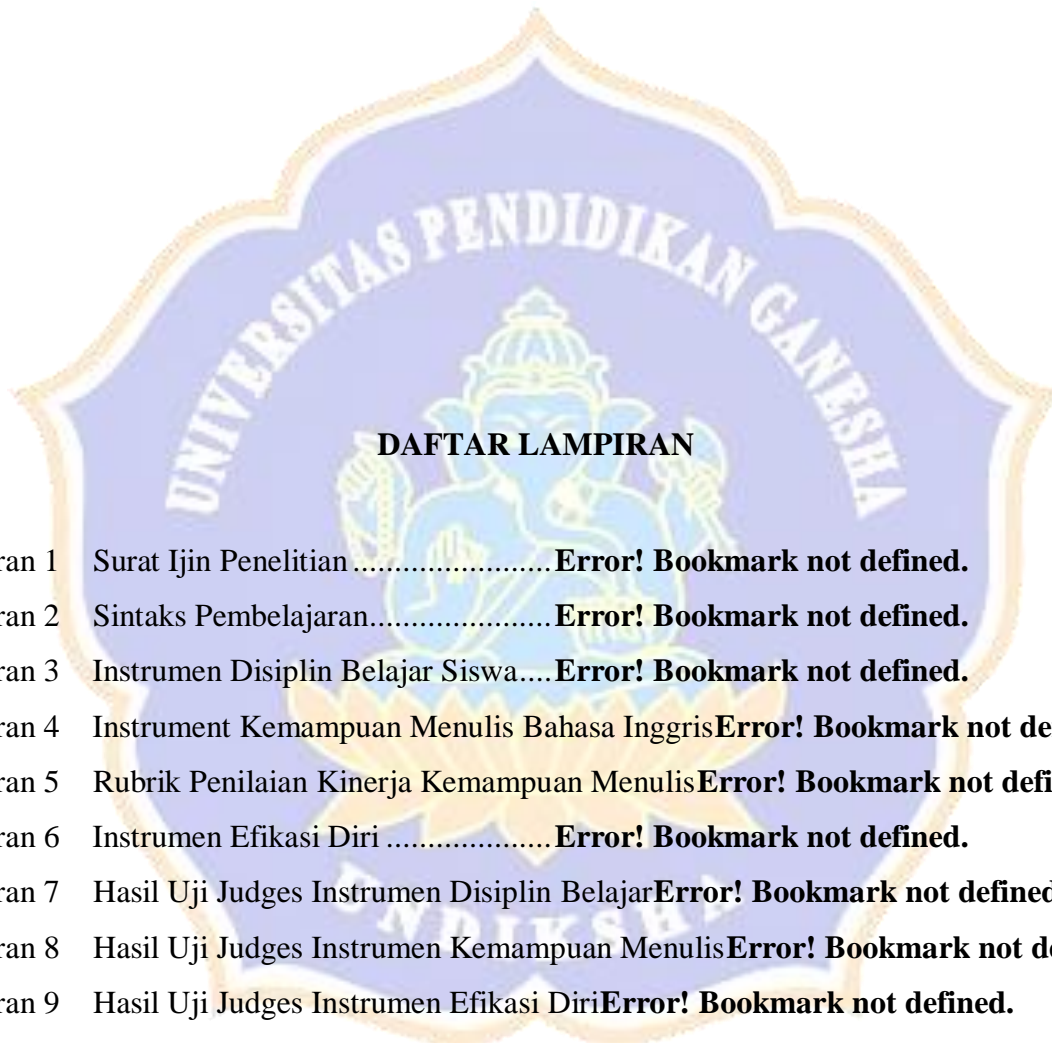 UNIVERSITAS PENDIDIKAN GANESHA
DAFTAR LAMPIRAN
ran 1 Surat Ijin Penelitian ........................ Error! Bookmark not defined.
ran 2 Sintaks Pembelajaran...................... Error! Bookmark not defined.
ran 3 Instrumen Disiplin Belajar Siswa.... Error! Bookmark not defined.
ran 4 Instrument Kemampuan Menulis Bahasa InggrisError! Bookmark not de
ran 5 Rubrik Penilaian Kinerja Kemampuan MenulisError! Bookmark not defi
ran 6 Instrumen Efikasi Diri .................... Error! Bookmark not defined.
ran 7 Hasil Uji Judges Instrumen Disiplin BelajarError! Bookmark not defined
ran 8 Hasil Uji Judges Instrumen Kemampuan MenulisError! Bookmark not de
ran 9 Hasil Uji Judges Instrumen Efikasi DiriError! Bookmark not defined.
UNDIKSHA